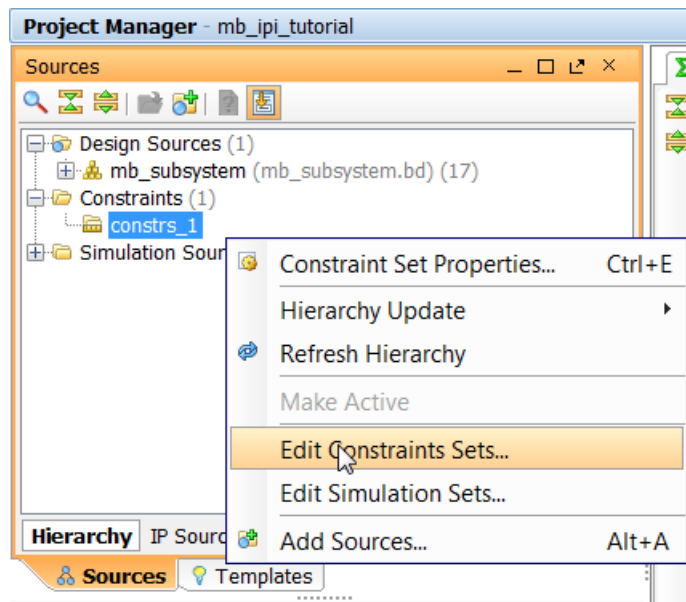 Project Manager - mb_ipi_tutorial
Sources
Design Sources (1)
mb_subsystem (mb_subsystem.bd) (17)
Constraints (1)
constrs_1
Simulation Sour
Constraint Set Properties... Ctrl+E
Hierarchy Update
Refresh Hierarchy
Make Active
Edit Constraints Sets...
Edit Simulation Sets...
Add Sources... Alt+A
Hierarchy IP Sourc
Sources Templates